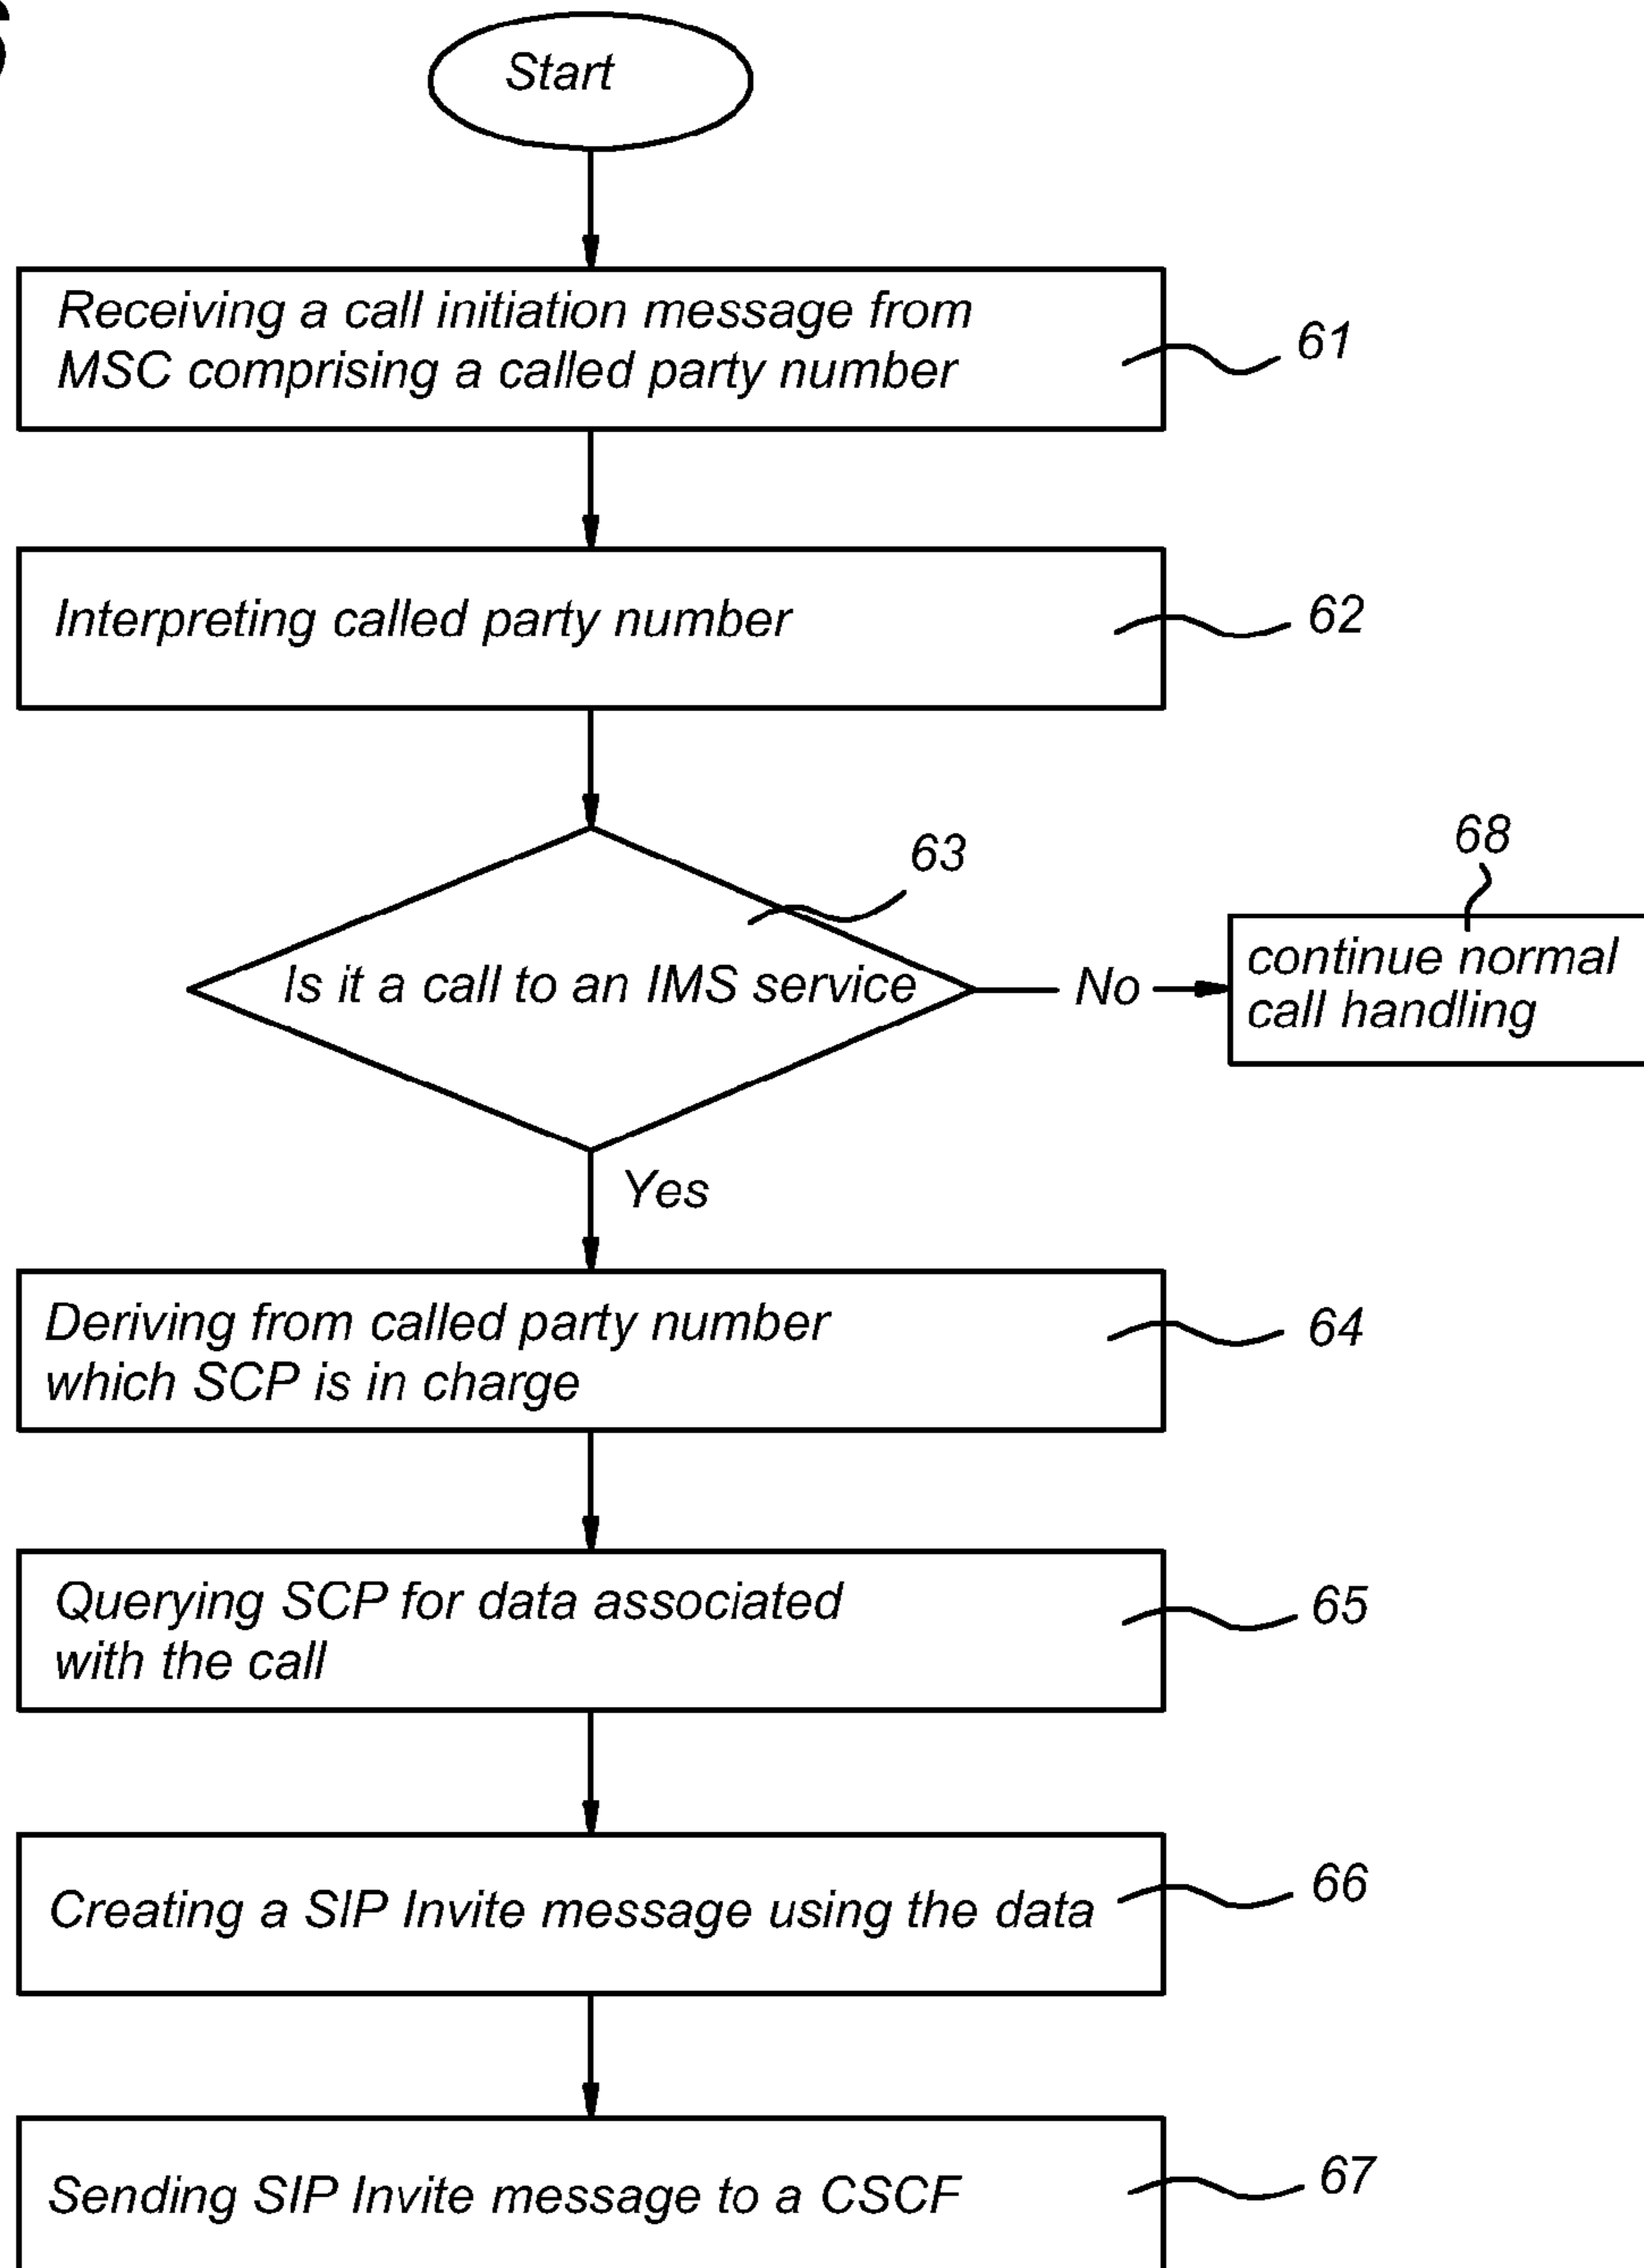 Start
Receiving a call initiation message from
MSC comprising a called party number
61
Interpreting called party number
62
63
Is it a call to an IMS service
No
68
continue normal
call handling
Yes
Deriving from called party number
which SCP is in charge
64
Querying SCP for data associated
with the call
65
Creating a SIP Invite message using the data
66
Sending SIP Invite message to a CSCF
67